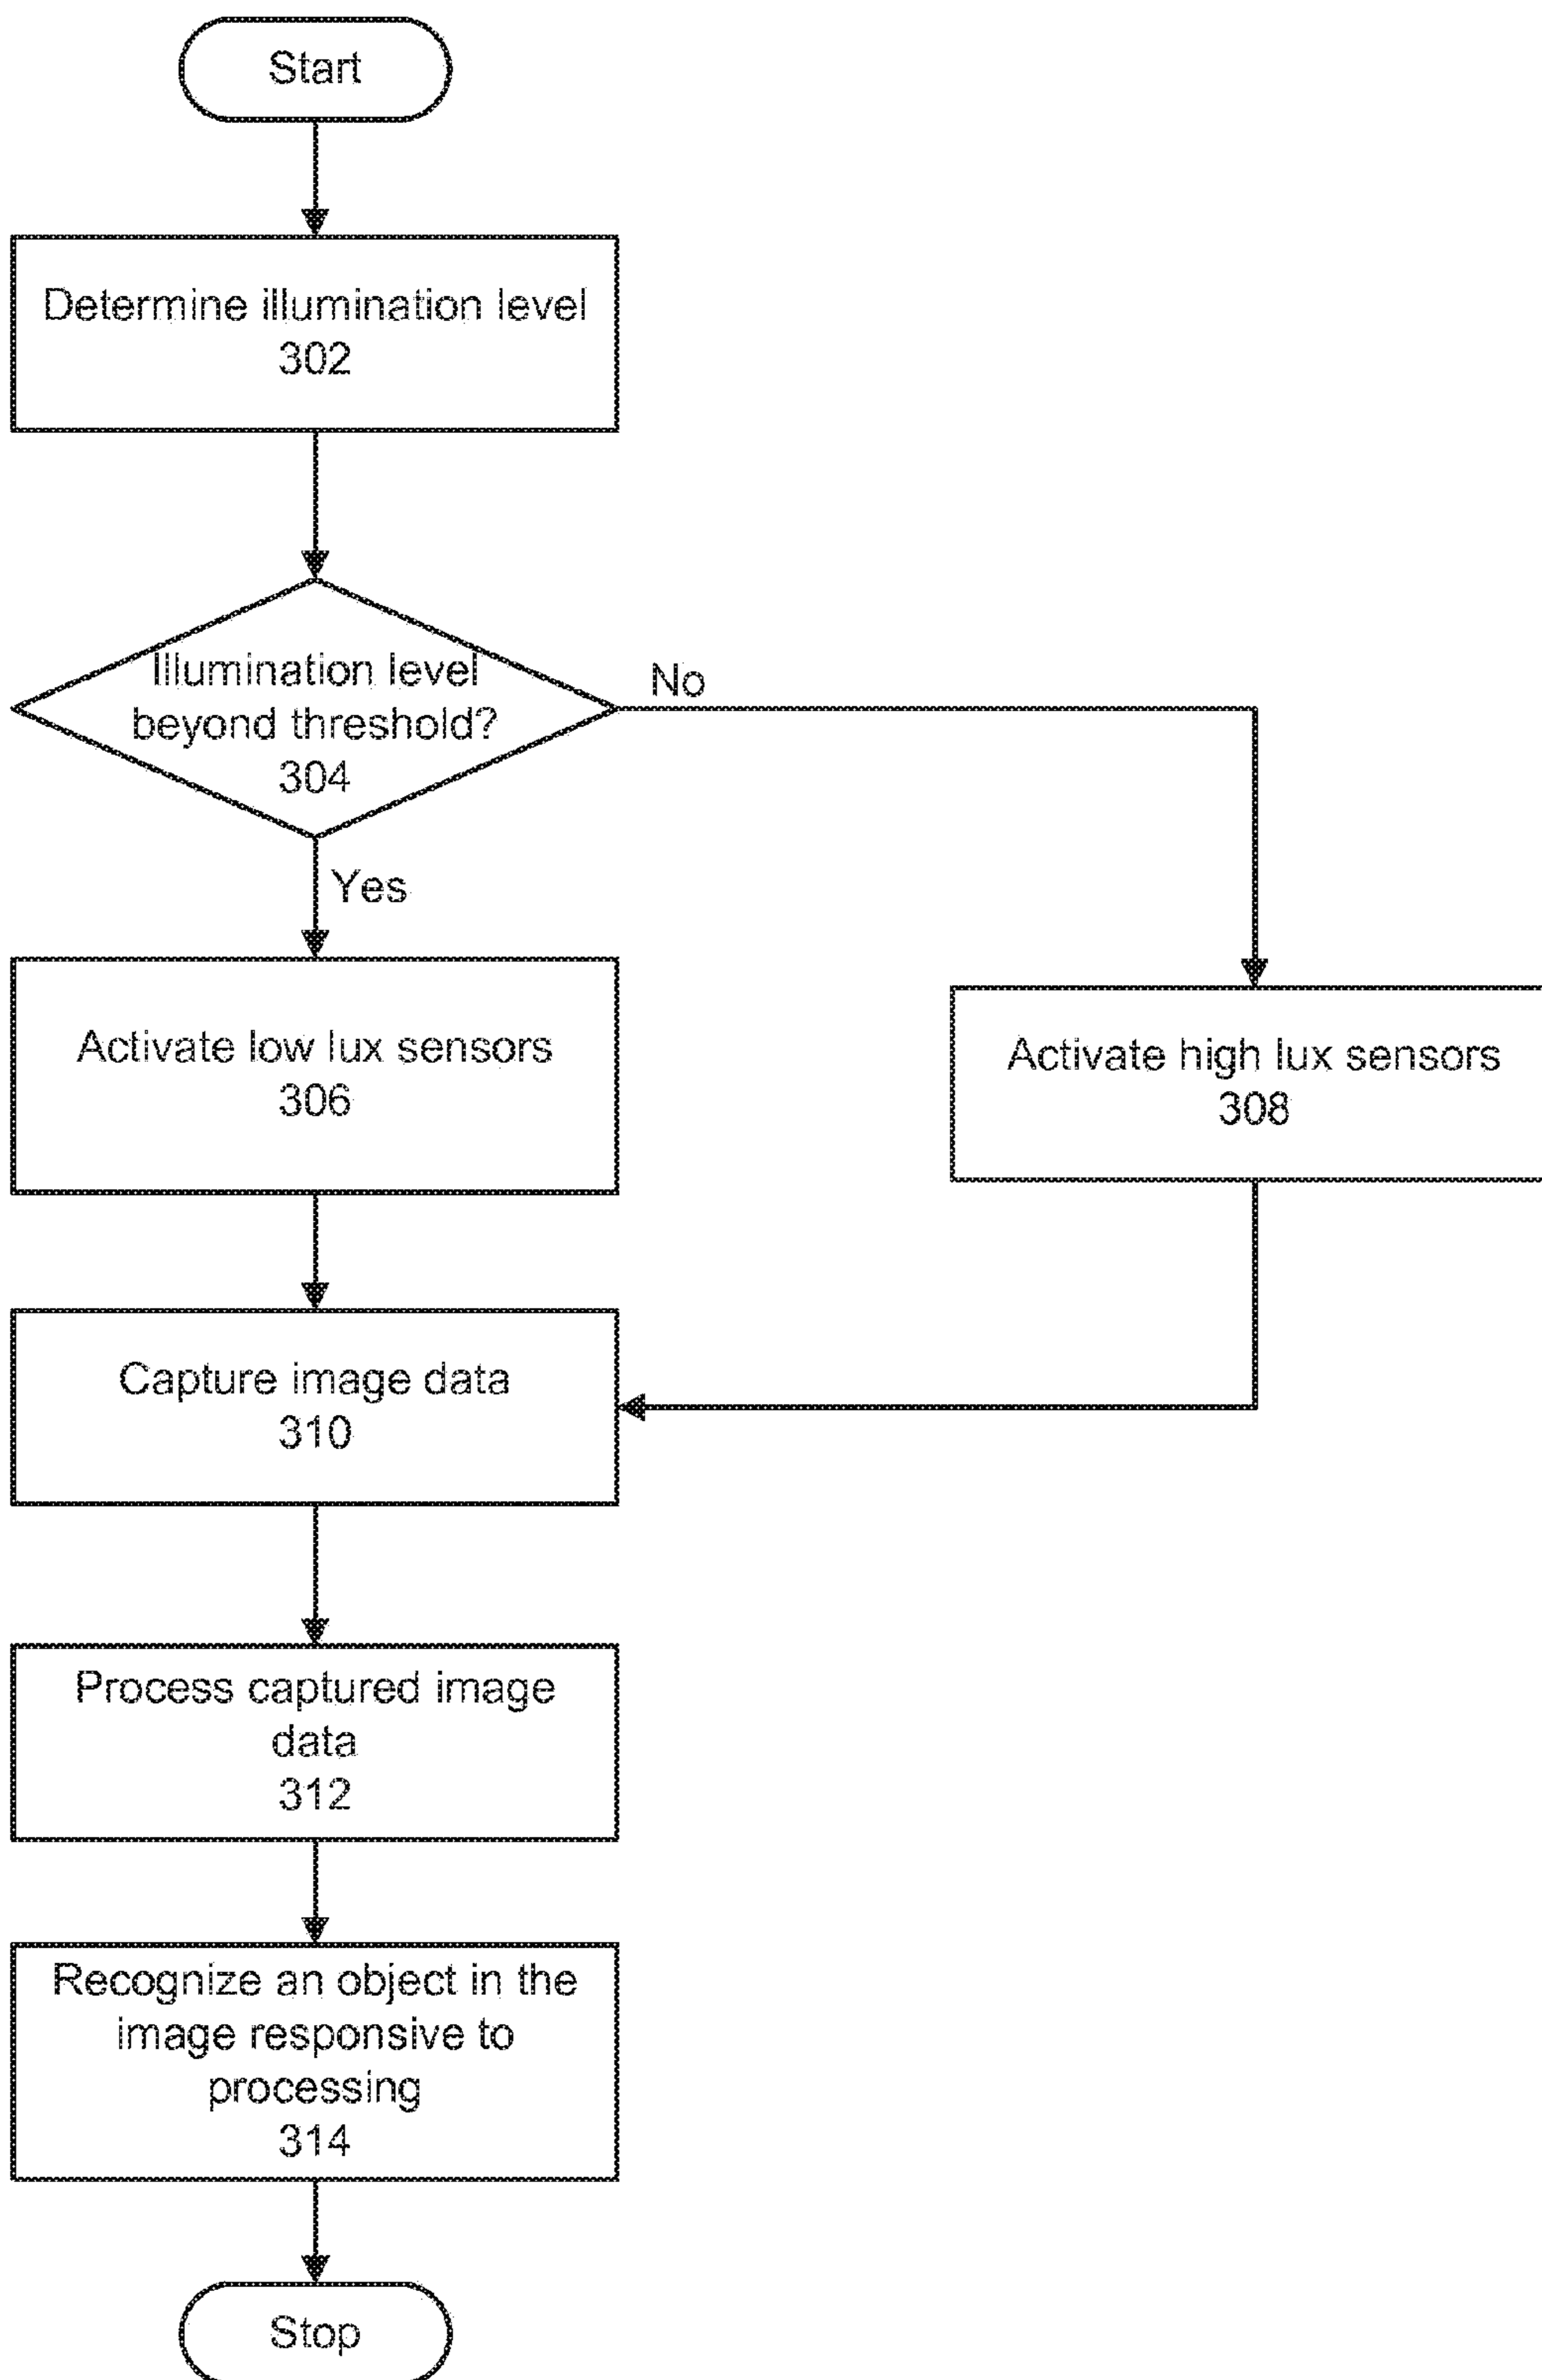 Start
Determine illumination level
302
Illumination level
beyond threshold?
304
No
Yes
Activate low lux sensors
306
Activate high lux sensors
308
Capture image data
310
Process captured image
data
312
Recognize an object in the
image responsive to
processing
314
Stop